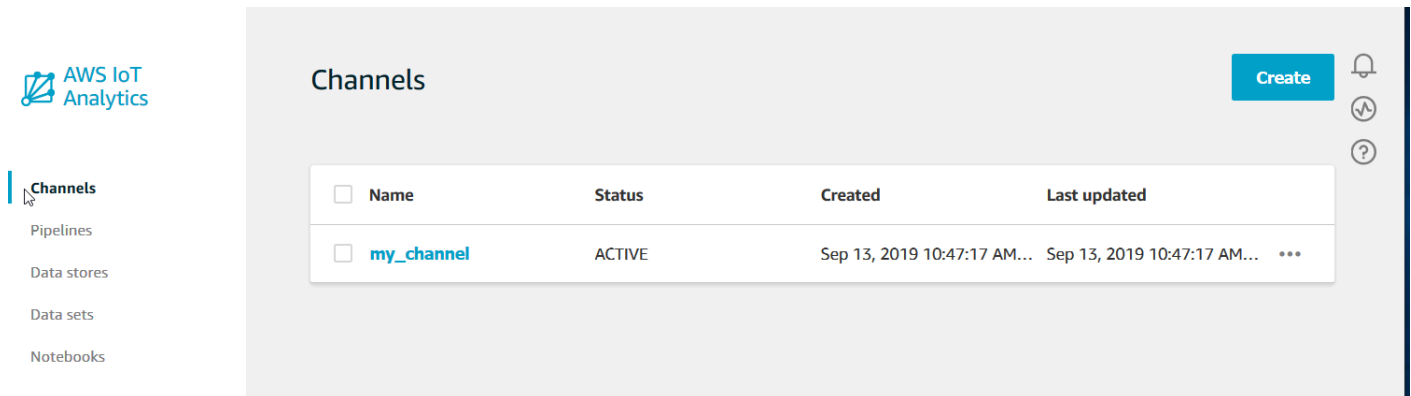 AWS IoT
Analytics
Channels
Pipelines
Data stores
Data sets
Notebooks
Channels
Create
Name Status Created Last updated
my_channel ACTIVE Sep 13, 2019 10:47:17 AM... Sep 13, 2019 10:47:17 AM... •••